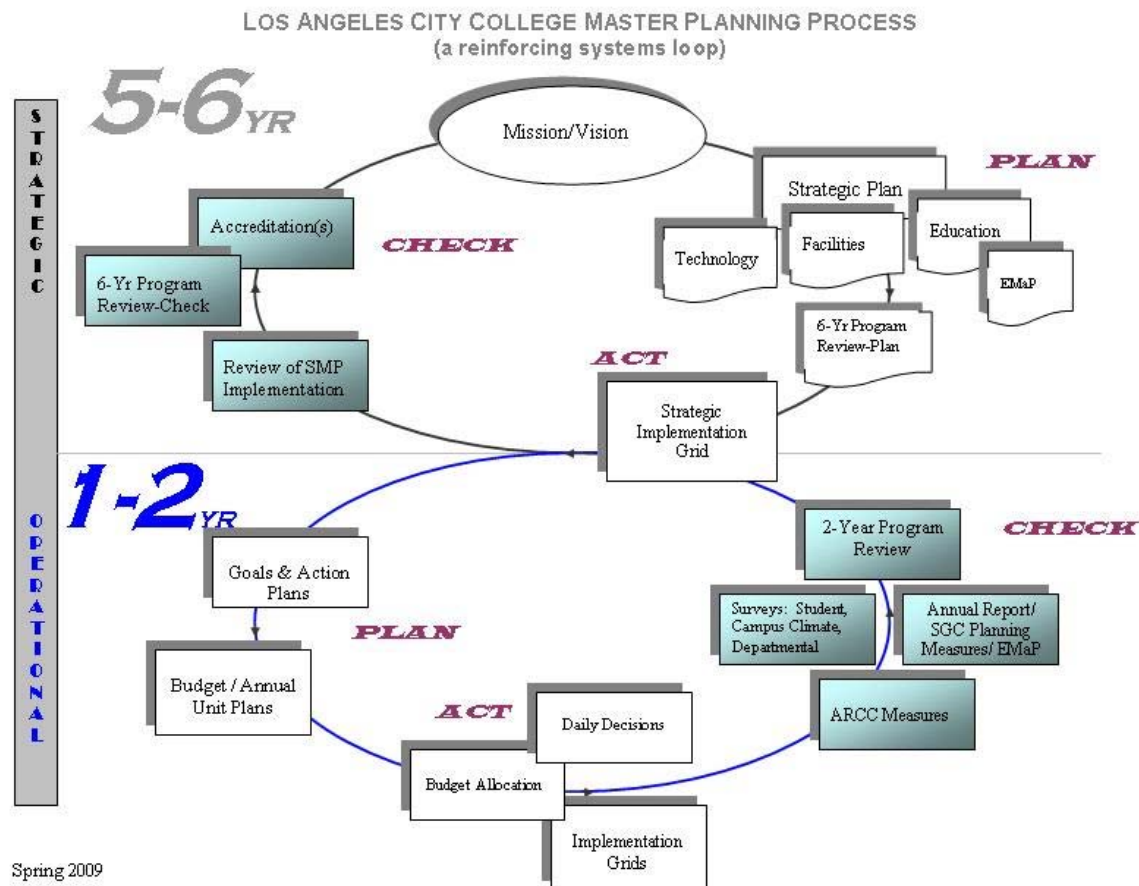 LOS ANGELES CITY COLLEGE MASTER PLANNING PROCESS
(a reinforcing systems loop)
STRATEGIC
5-6 YR
Mission/Vision
PLAN
Strategic Plan
Technology
Facilities
Education
EMaP
6-Yr Program
Review-Plan
Accreditation(s)
CHECK
6-Yr Program
Review-Check
Review of SMP
Implementation
ACT
Strategic
Implementation
Grid
OPERATIONAL
1-2 YR
Goals & Action
Plans
PLAN
Budget / Annual
Unit Plans
ACT
Daily Decisions
Budget Allocation
Implementation
Grids
2-Year Program
Review
CHECK
Surveys: Student,
Campus Climate,
Departmental
Annual Report/
SGC Planning
Measures/ EMaP
ARCC Measures
Spring 2009